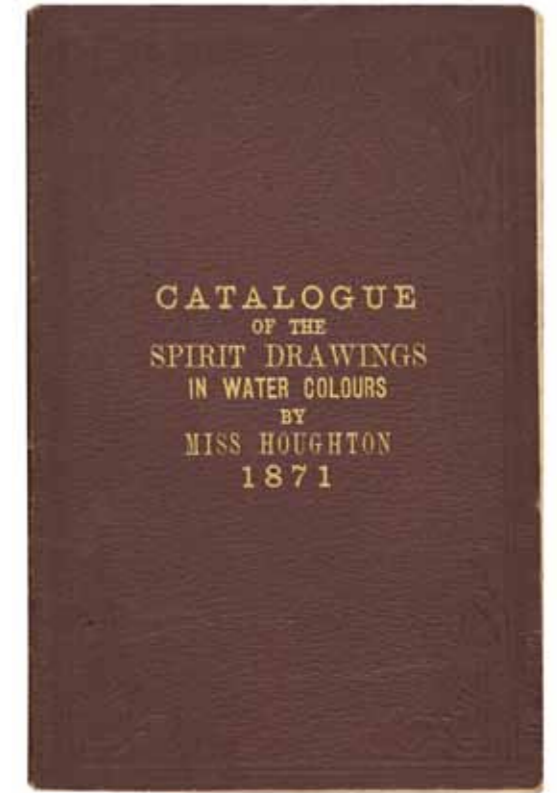 CATALOGUE
OF THE
SPIRIT DRAWINGS
IN WATER COLOURS
BY
MISS HOUGHTON
1871